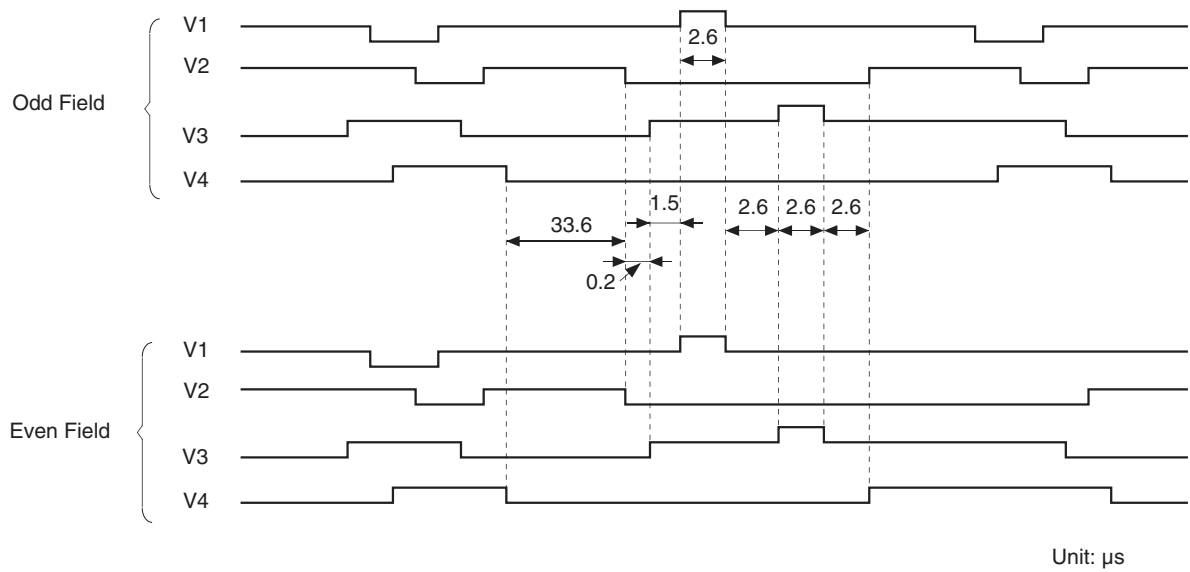 V1
2.6
V2
Odd Field
V3
V4
1.5
2.6 2.6 2.6
33.6
0.2
V1
V2
Even Field
V3
V4
Unit: µs